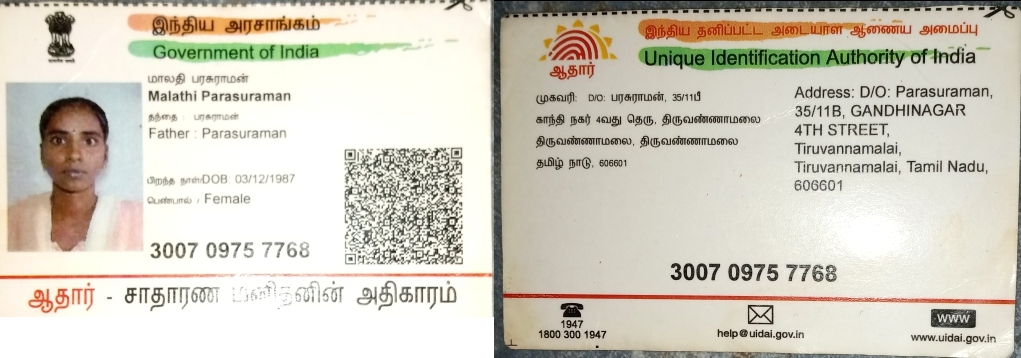 இந்திய அரசாங்கம்
Government of India
மாலதி பரசுராமன்
Malathi Parasuraman
தந்தை : பரசுராமன்
Father : Parasuraman
பிறந்த நாள்/DOB: 03/12/1987
பெண்பால் / Female
3007 0975 7768
ஆதார் - சாதாரண மனிதனின் அதிகாரம்
இந்திய தனிப்பட்ட அடையாள ஆணைய அமைப்பு
Unique Identification Authority of India
ஆதார்
முகவரி: D/O: பரசுராமன், 35/11பி
காந்தி நகர் 4வது தெரு, திருவண்ணாமலை
திருவண்ணாமலை, திருவண்ணாமலை
தமிழ் நாடு, 606601
Address: D/O: Parasuraman,
35/11B, GANDHINAGAR
4TH STREET,
Tiruvannamalai,
Tiruvannamalai, Tamil Nadu,
606601
3007 0975 7768
1947
1800 300 1947
help@uidai.gov.in
www
www.uidai.gov.in